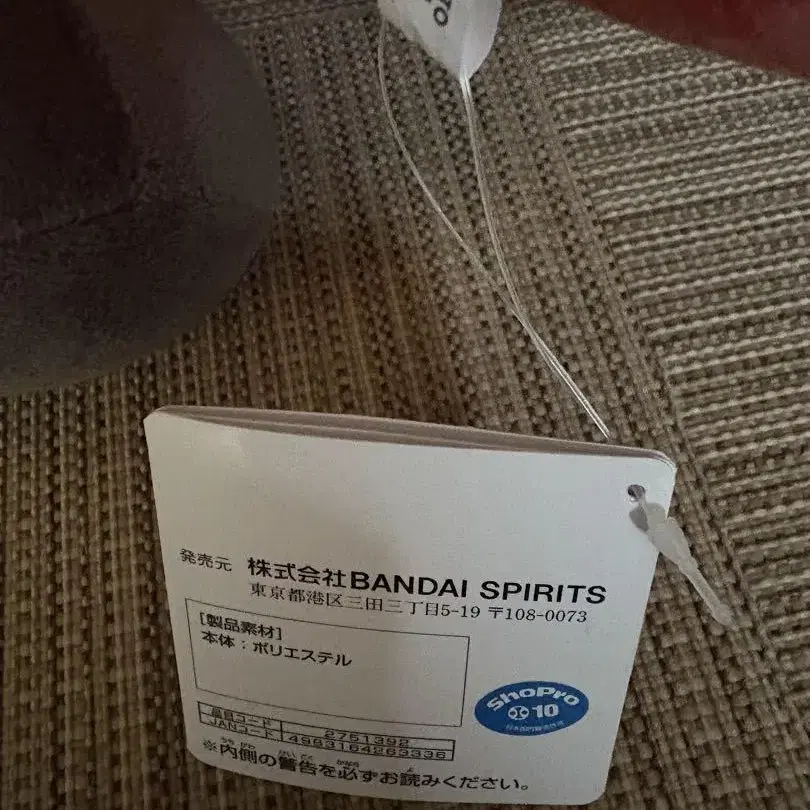 TO
発売元 株式会社BANDAI SPIRITS
東京都港区三田三丁目5-19 〒108-0073
[製品素材]
本体：ポリエステル
ShoPro
10
品目コード 2751392
JANコード 4983164263336
※内側の警告を必ずお読みください。